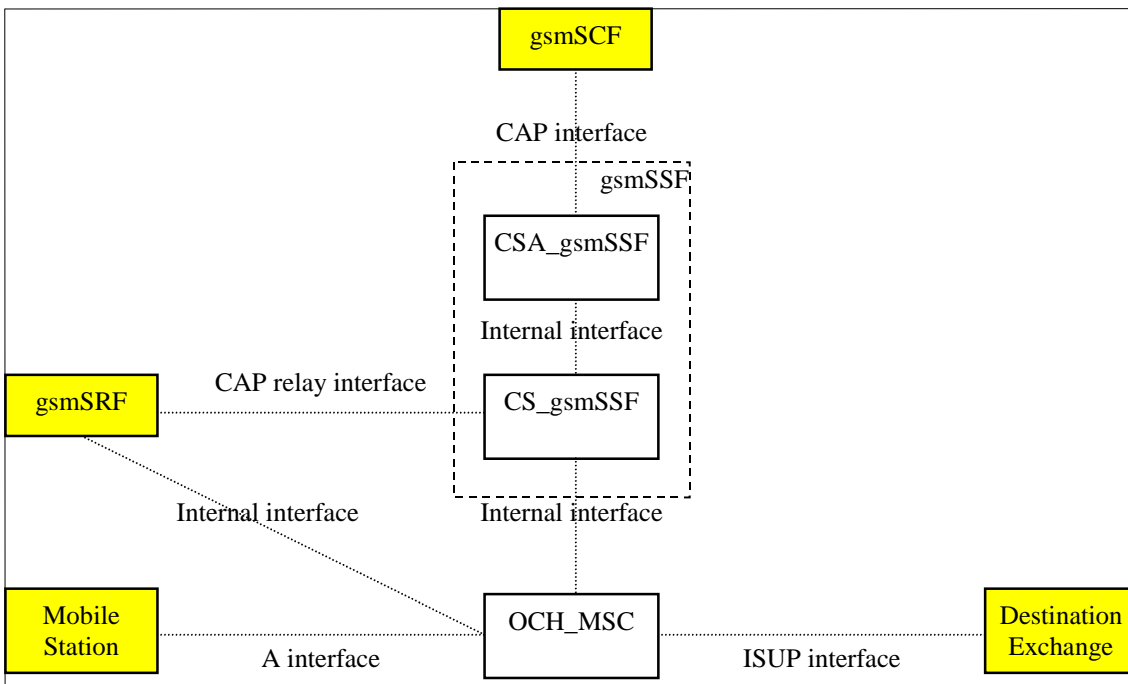 gsmSCF
CAP interface
gsmSSF
CSA_gsmSSF
Internal interface
CAP relay interface
gsmSRF
CS_gsmSSF
Internal interface
Internal interface
Mobile
Station
OCH_MSC
Destination
Exchange
A interface
ISUP interface